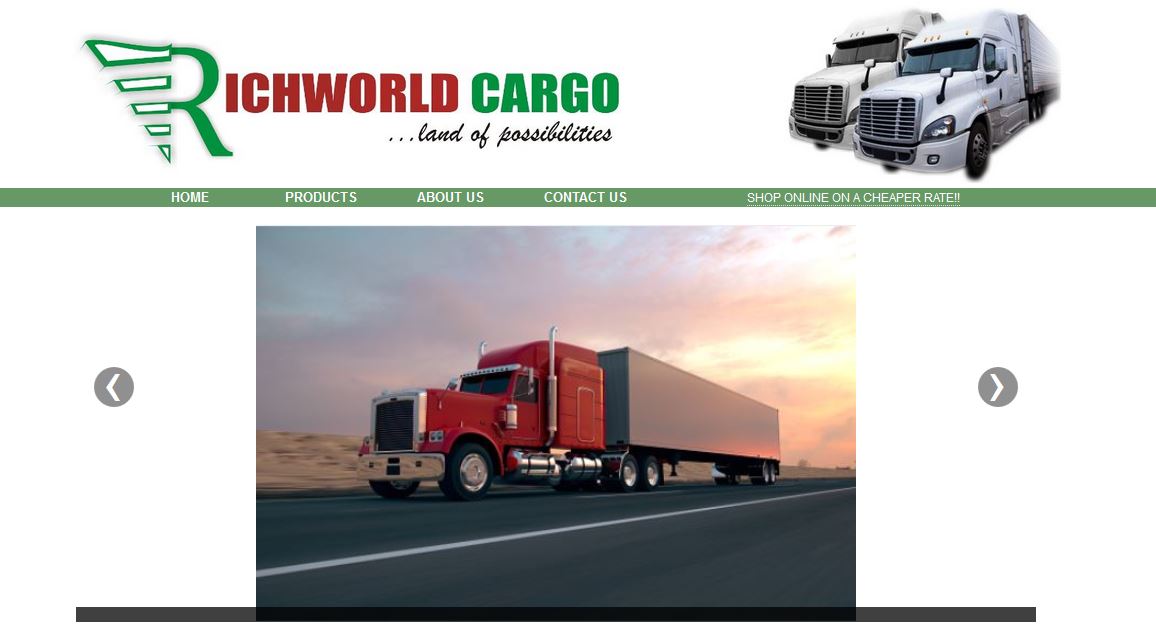 RICHWORLD CARGO
...land of possibilities
HOME PRODUCTS ABOUT US CONTACT US SHOP ONLINE ON A CHEAPER RATE!!